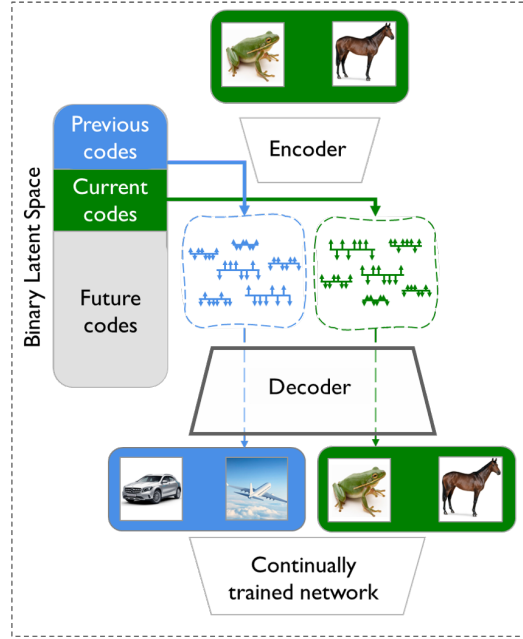 Encoder
Binary Latent Space
Previous
codes
Current
codes
Future
codes
Decoder
Continually
trained network